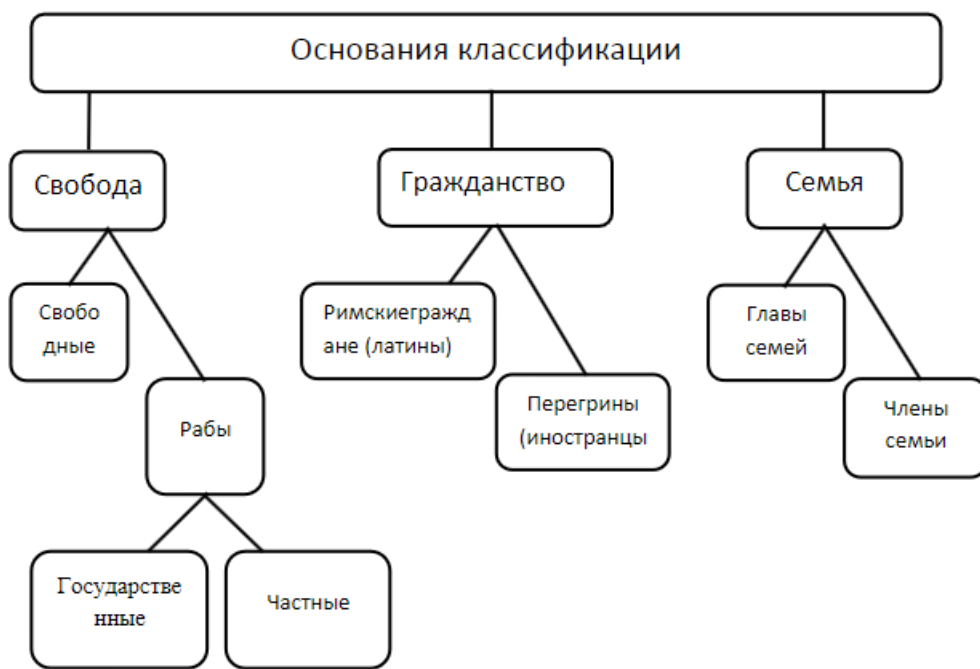 Основания классификации
Свобода
Гражданство
Семья
Свобо
дные
Римскиегражд
ане (латины)
Главы
семей
Рабы
Перегрины
(иностранцы
Члены
семьи
Государстве
нные
Частные